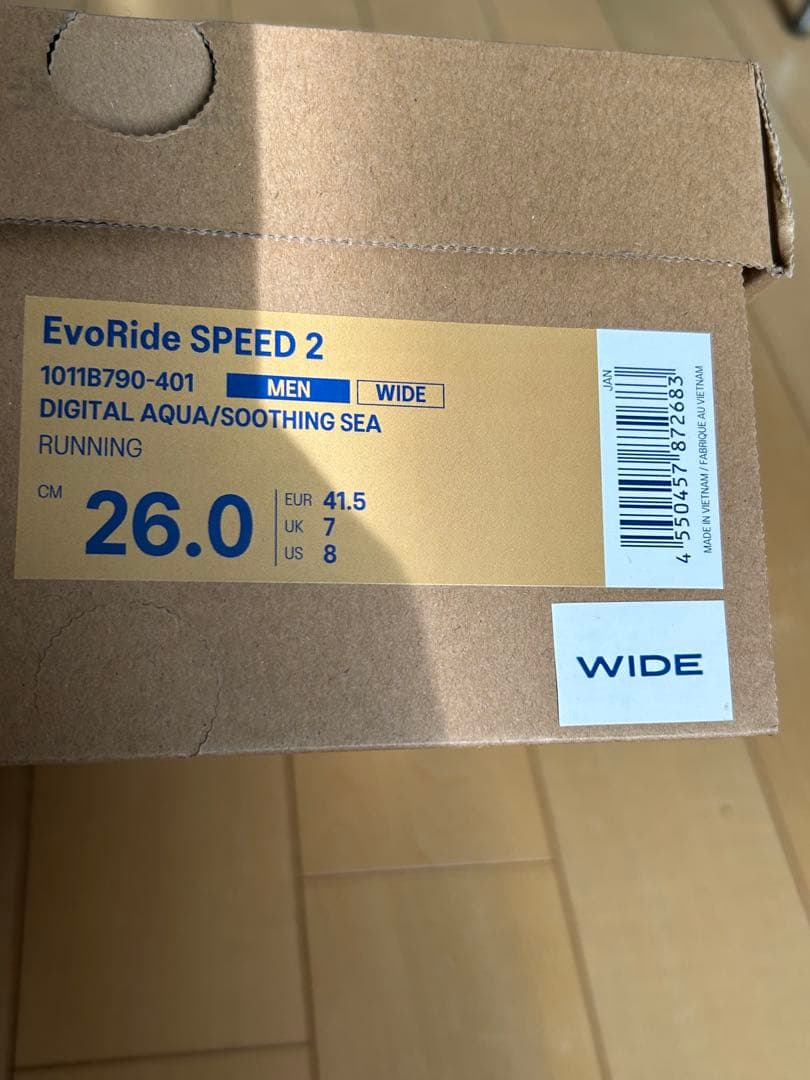 EvoRide SPEED 2
1011B790-401 MEN WIDE
DIGITAL AQUA/SOOTHING SEA
RUNNING
CM 26.0
EUR 41.5
UK 7
US 8
JAN
4 550457 872683
MADE IN VIETNAM / FABRIQUE AU VIETNAM
WIDE